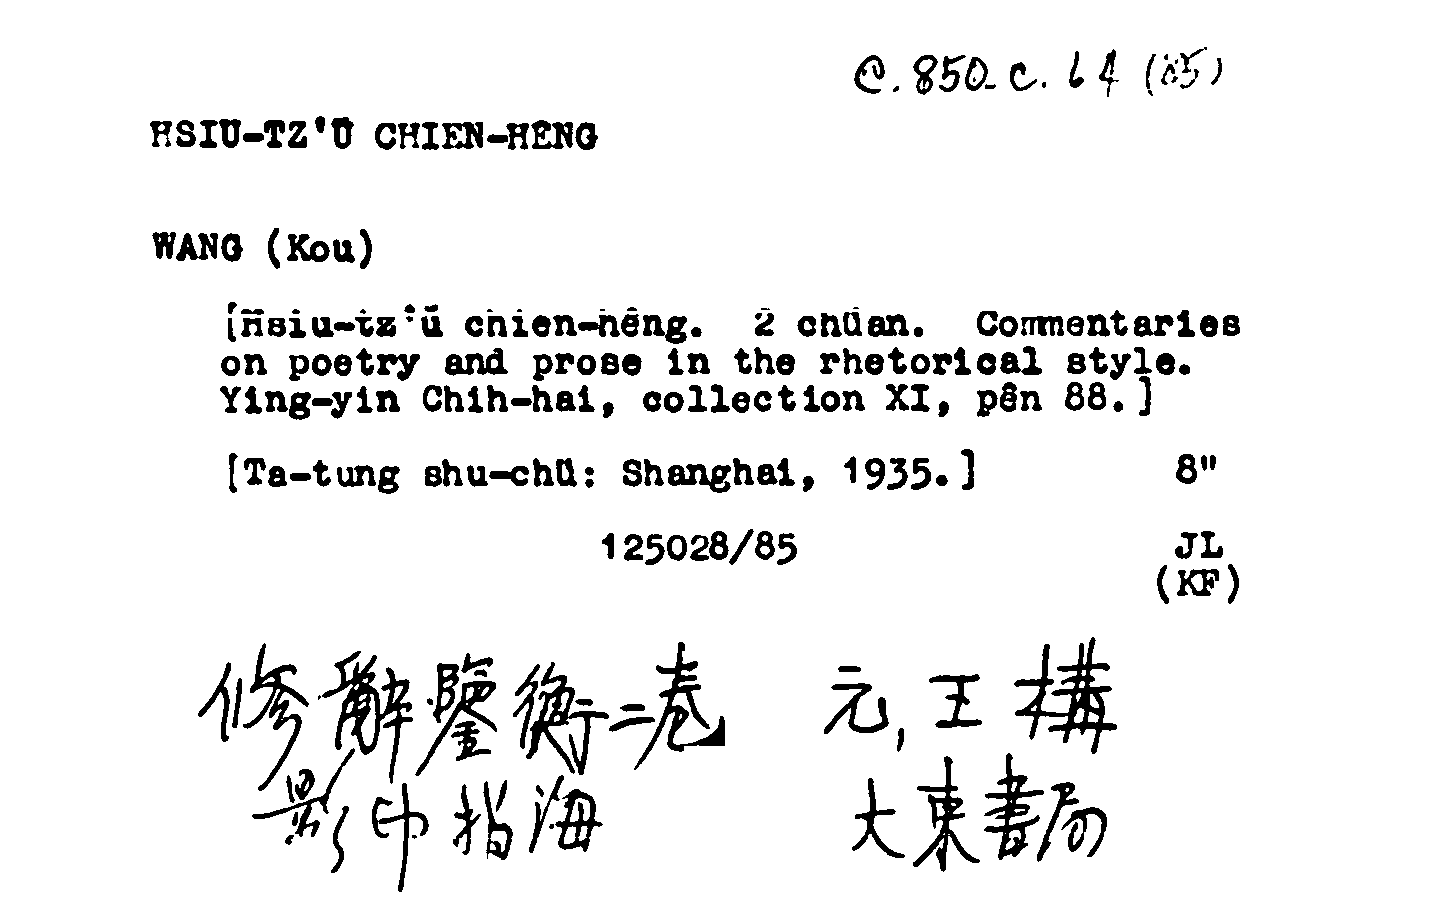 C.850.c.64 (85)
HSIU-TZ'Ŭ CHIEN-HÊNG
WANG (Kou)
[Hsiu-tz'ŭ chien-hêng. 2 chüan. Commentaries
on poetry and prose in the rhetorical style.
Ying-yin Chih-hai, collection XI, pên 88.]
[Ta-tung shu-chü: Shanghai, 1935.] 8"
125028/85 JL
(KF)
修辭鑒衡二卷 元,王構
影印指海 大東書局